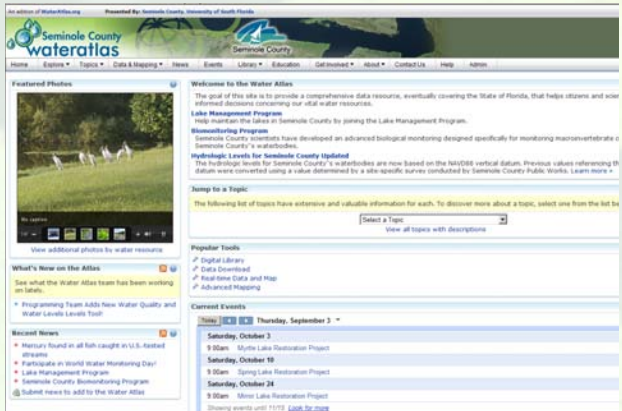 An edition of WaterAtlas.org Presented By: Seminole County, University of South Florida
Seminole County
wateratlas
Seminole County
Home Explore Topics Data & Mapping News Events Library Education Get Involved About Contact Us Help Admin
Featured Photos
No caption
View additional photos by water resource
What's New on the Atlas
See what the Water Atlas team has been working
on lately.
Programming Team Adds New Water Quality and
Water Levels Levels Tool!
Recent News
Mercury found in all fish caught in U.S.-tested
streams
Participate in World Water Monitoring Day!
Lake Management Program
Seminole County Biomonitoring Program
Submit news to add to the Water Atlas
Welcome to the Water Atlas
The goal of this site is to provide a comprehensive data resource, eventually covering the State of Florida, that helps citizens and scien
informed decisions concerning our vital water resources.
Lake Management Program
Help maintain the lakes in Seminole County by joining the Lake Management Program.
Biomonitoring Program
Seminole County scientists have developed an advanced biological monitoring designed specifically for monitoring macroinvertebrate c
Seminole County's waterbodies.
Hydrologic Levels for Seminole County Updated
The hydrologic levels for Seminole County's waterbodies are now based on the NAVD88 vertical datum. Previous values referencing th
datum were converted using a value determined by a site-specific survey conducted by Seminole County Public Works. Learn more »
Jump to a Topic
The following list of topics have extensive and valuable information for each. To discover more about a topic, select one from the list be
Select a Topic
View all topics with descriptions
Popular Tools
Digital Library
Data Download
Real-time Data and Map
Advanced Mapping
Current Events
Today Thursday, September 3
Saturday, October 3
9:00am Myrtle Lake Restoration Project
Saturday, October 10
9:00am Spring Lake Restoration Project
Saturday, October 24
9:00am Mirror Lake Restoration Project
Showing events until 11/15. Look for more